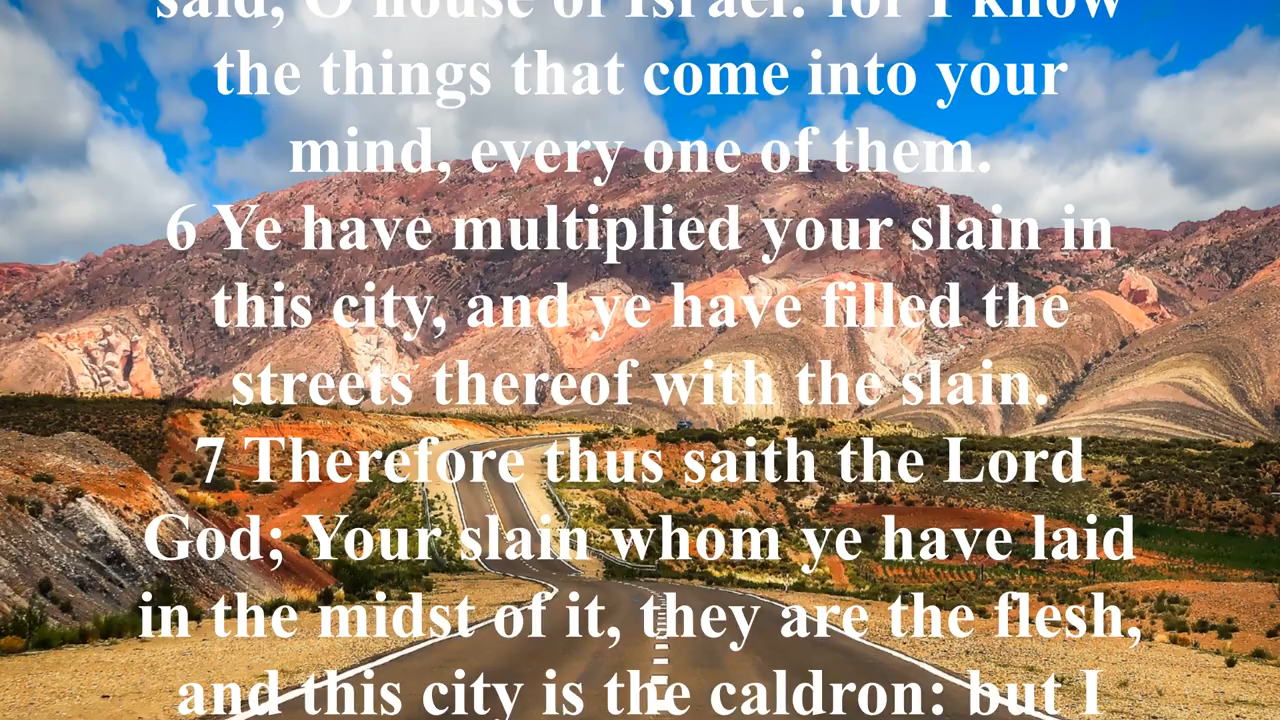 said, O house of Israel: for I know
the things that come into your
mind, every one of them.
6 Ye have multiplied your slain in
this city, and ye have filled the
streets thereof with the slain.
7 Therefore thus saith the Lord
God; Your slain whom ye have laid
in the midst of it, they are the flesh,
and this city is the caldron: but I